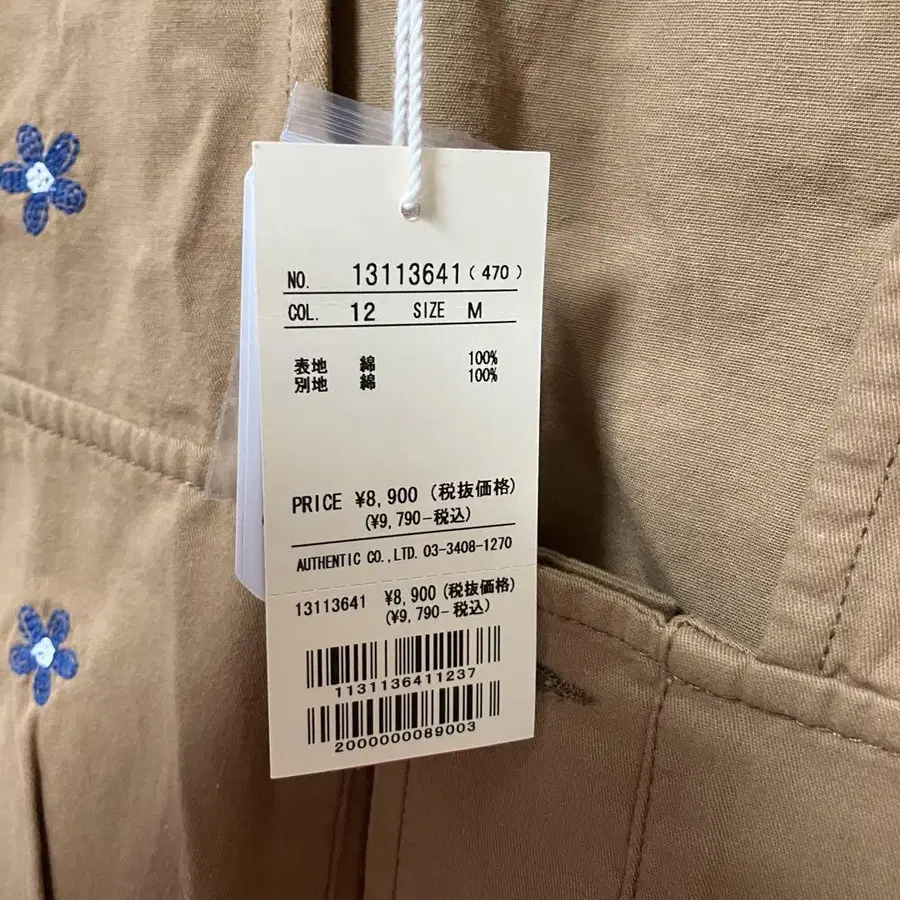 NO. 13113641 (470)
COL. 12 SIZE M
表地 綿 100%
別地 綿 100%
PRICE ¥8,900 (税抜価格)
(¥9,790-税込)
AUTHENTIC CO.,LTD. 03-3408-1270
13113641 ¥8,900 (税抜価格)
(¥9,790-税込)
1131136411237
2000000089003